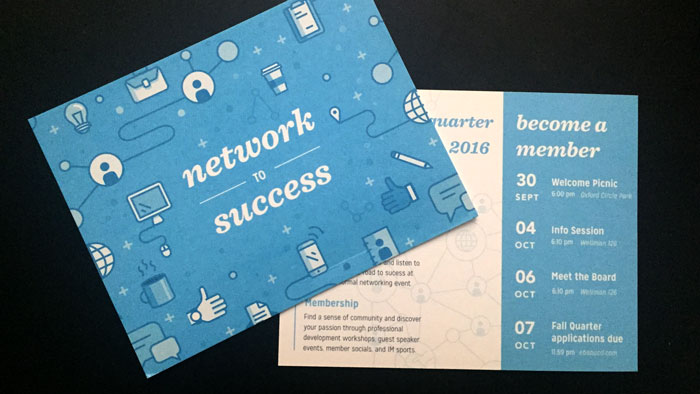 network
TO
success
quarter
2016
and listen to
road to sucess at
networking event
Membership
Find a sense of community and discover
your passion through professional
development workshops, guest speaker
events, member socials, and IM sports.
become a
member
30
SEPT
Welcome Picnic
6:00 pm Oxford Circle Park
04
OCT
Info Session
6:10 pm Wellman 126
06
OCT
Meet the Board
6:10 pm Wellman 126
07
OCT
Fall Quarter
applications due
11:59 pm